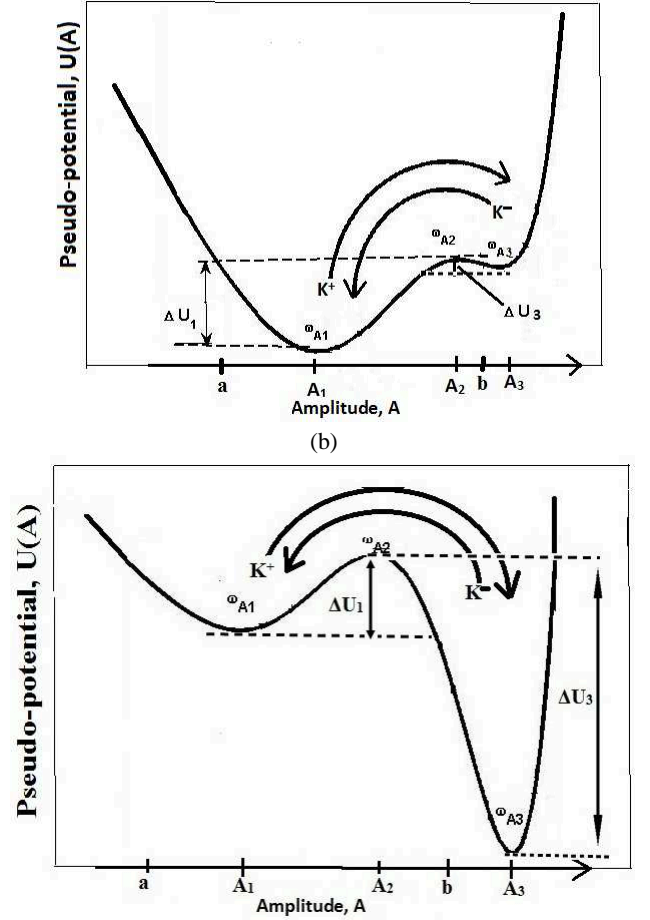 Pseudo-potential, U(A)
K⁻
ωA2
ωA3
K⁺
ΔU1
ΔU3
ωA1
a
A1
A2
b
A3
Amplitude, A
(b)
Pseudo-potential, U(A)
ωA2
K⁺
K⁻
ωA1
ΔU1
ΔU3
ωA3
a
A1
A2
b
A3
Amplitude, A